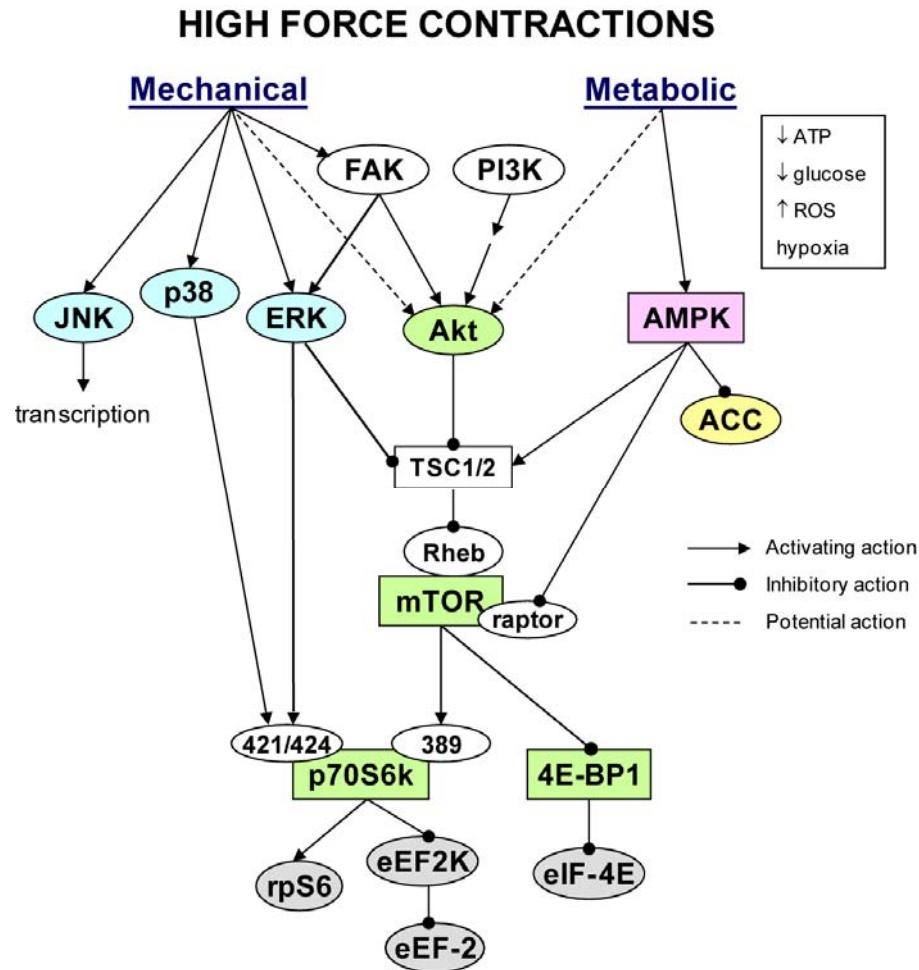 HIGH FORCE CONTRACTIONS
Mechanical
Metabolic
↓ ATP
↓ glucose
↑ ROS
hypoxia
FAK
PI3K
JNK
p38
ERK
Akt
AMPK
transcription
ACC
TSC1/2
Rheb
mTOR
raptor
Activating action
Inhibitory action
Potential action
421/424
389
p70S6k
4E-BP1
rpS6
eEF2K
eIF-4E
eEF-2